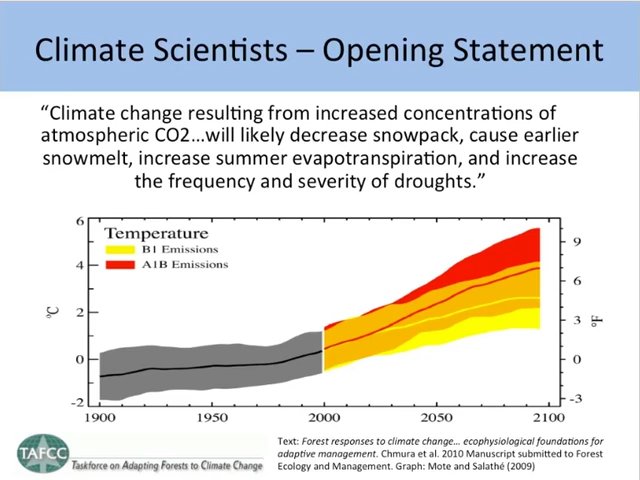 Climate Scientists – Opening Statement
“Climate change resulting from increased concentrations of
atmospheric CO2…will likely decrease snowpack, cause earlier
snowmelt, increase summer evapotranspiration, and increase
the frequency and severity of droughts.”
Temperature
B1 Emissions
A1B Emissions
6
4
2
0
-2
°C
9
6
3
0
-3
°F
1900
1950
2000
2050
2100
TAFCC
Taskforce on Adapting Forests to Climate Change
Text: Forest responses to climate change… ecophysiological foundations for
adaptive management. Chmura et al. 2010 Manuscript submitted to Forest
Ecology and Management. Graph: Mote and Salathé (2009)